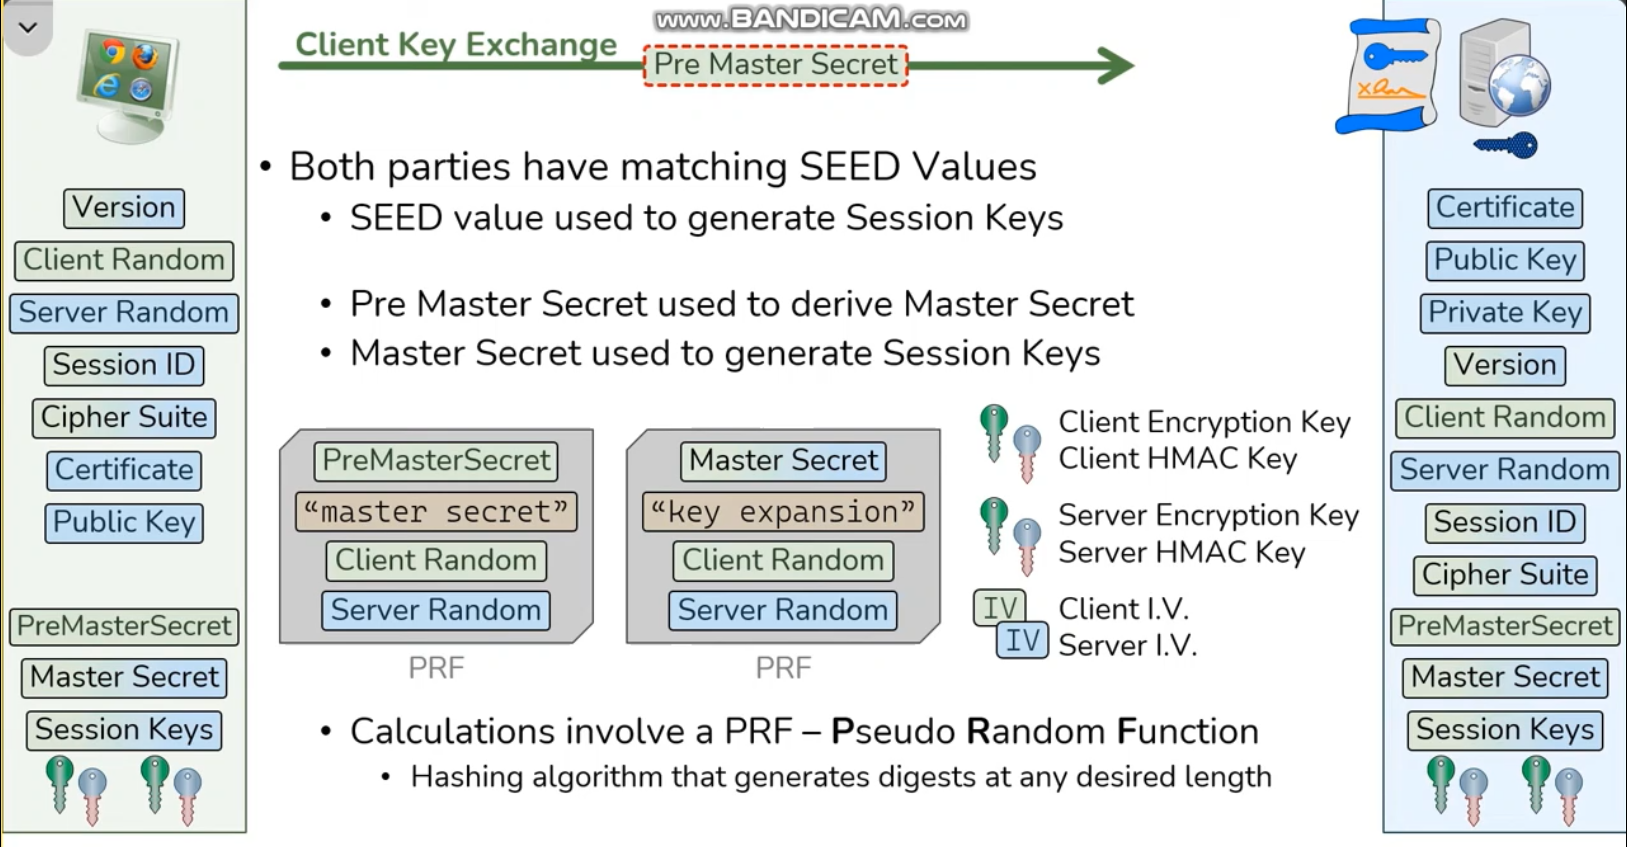 www.BANDICAM.com
Client Key Exchange
Pre Master Secret
Version
Client Random
Server Random
Session ID
Cipher Suite
Certificate
Public Key
PreMasterSecret
Master Secret
Session Keys
• Both parties have matching SEED Values
• SEED value used to generate Session Keys
• Pre Master Secret used to derive Master Secret
• Master Secret used to generate Session Keys
PreMasterSecret
“master secret”
Client Random
Server Random
PRF
Master Secret
“key expansion”
Client Random
Server Random
PRF
Client Encryption Key
Client HMAC Key
Server Encryption Key
Server HMAC Key
IV
IV
Client I.V.
Server I.V.
• Calculations involve a PRF – Pseudo Random Function
• Hashing algorithm that generates digests at any desired length
Certificate
Public Key
Private Key
Version
Client Random
Server Random
Session ID
Cipher Suite
PreMasterSecret
Master Secret
Session Keys